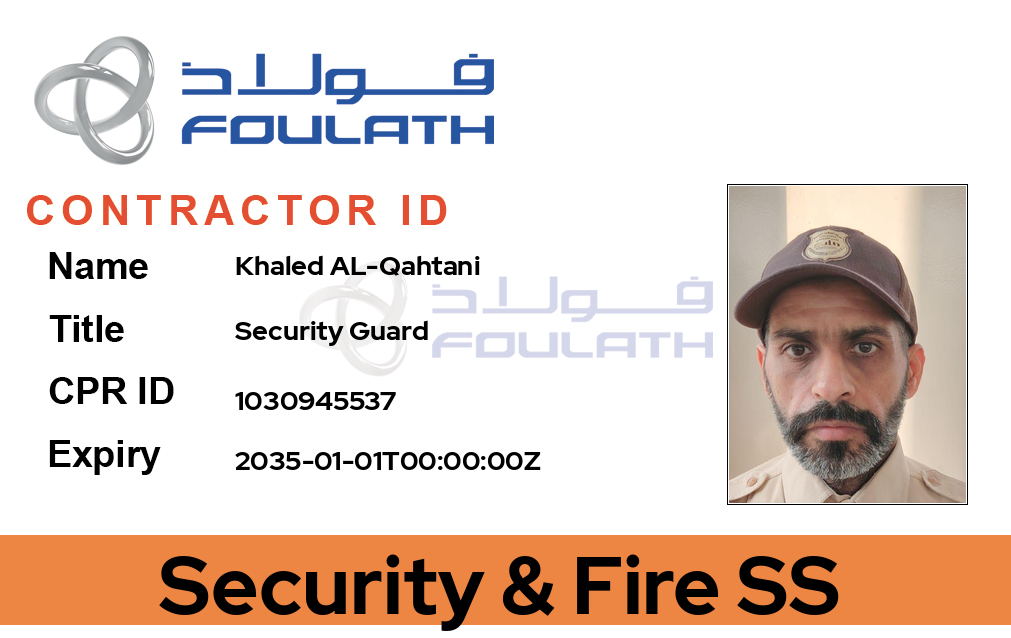 فولاذ
FOULATH
CONTRACTOR ID
Name Khaled AL-Qahtani
فولاذ
FOULATH
Title Security Guard
CPR ID 1030945537
Expiry 2035-01-01T00:00:00Z
Security & Fire SS